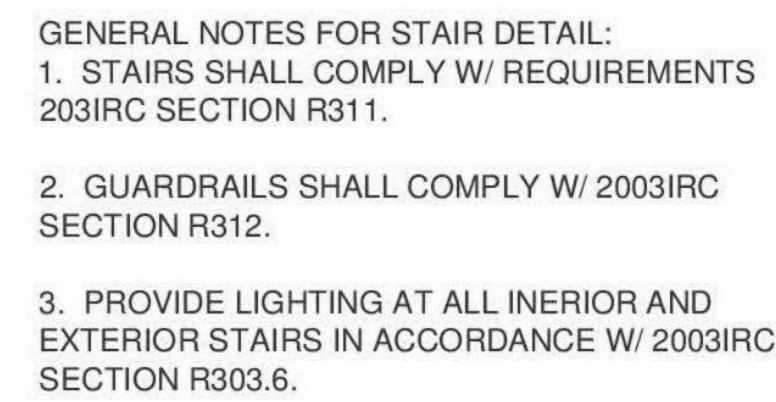 GENERAL NOTES FOR STAIR DETAIL:
1. STAIRS SHALL COMPLY W/ REQUIREMENTS
203IRC SECTION R311.
2. GUARDRAILS SHALL COMPLY W/ 2003IRC
SECTION R312.
3. PROVIDE LIGHTING AT ALL INERIOR AND
EXTERIOR STAIRS IN ACCORDANCE W/ 2003IRC
SECTION R303.6.